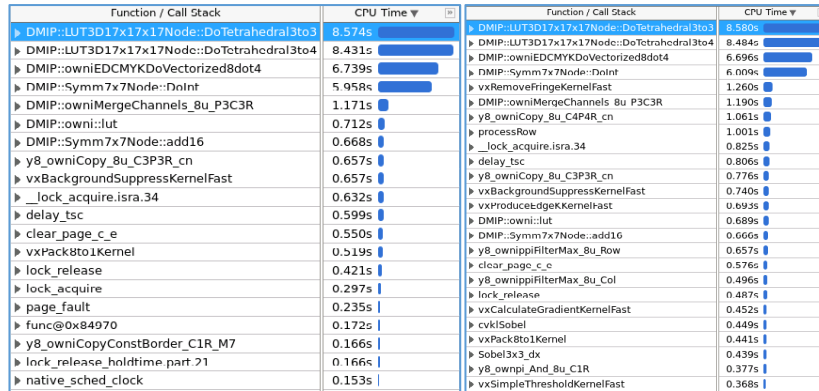 Function / Call Stack CPU Time ▼ »
DMIP::LUT3D17x17x17Node::DoTetrahedral3to3 8.574s
DMIP::LUT3D17x17x17Node::DoTetrahedral3to4 8.431s
DMIP::owniEDCMYKDoVectorized8dot4 6.739s
DMIP::Symm7x7Node::DoInt 5.958s
DMIP::owniMergeChannels_8u_P3C3R 1.171s
DMIP::owni::lut 0.712s
DMIP::Symm7x7Node::add16 0.668s
y8_owniCopy_8u_C3P3R_cn 0.657s
vxBackgroundSuppressKernelFast 0.657s
__lock_acquire.isra.34 0.632s
delay_tsc 0.599s
clear_page_c_e 0.550s
vxPack8to1Kernel 0.519s
lock_release 0.421s
lock_acquire 0.297s
page_fault 0.235s
func@0x84970 0.172s
y8_owniCopyConstBorder_C1R_M7 0.166s
lock_release_holdtime.part.21 0.166s
native_sched_clock 0.153s
Function / Call Stack CPU Time ▼ »
DMIP::LUT3D17x17x17Node::DoTetrahedral3to3 8.580s
DMIP::LUT3D17x17x17Node::DoTetrahedral3to4 8.484s
DMIP::owniEDCMYKDoVectorized8dot4 6.696s
DMIP::Symm7x7Node::DoInt 6.009s
vxRemoveFringeKernelFast 1.260s
DMIP::owniMergeChannels_8u_P3C3R 1.190s
y8_owniCopy_8u_C4P4R_cn 1.061s
processRow 1.001s
__lock_acquire.isra.34 0.825s
delay_tsc 0.806s
y8_owniCopy_8u_C3P3R_cn 0.776s
vxBackgroundSuppressKernelFast 0.740s
vxProduceEdgeKKernelFast 0.693s
DMIP::owni::lut 0.689s
DMIP::Symm7x7Node::add16 0.666s
y8_ownippiFilterMax_8u_Row 0.657s
clear_page_c_e 0.576s
y8_ownippiFilterMax_8u_Col 0.496s
lock_release 0.487s
vxCalculateGradientKernelFast 0.452s
cvklSobel 0.449s
vxPack8to1Kernel 0.441s
Sobel3x3_dx 0.439s
y8_ownpi_And_8u_C1R 0.377s
vxSimpleThresholdKernelFast 0.368s